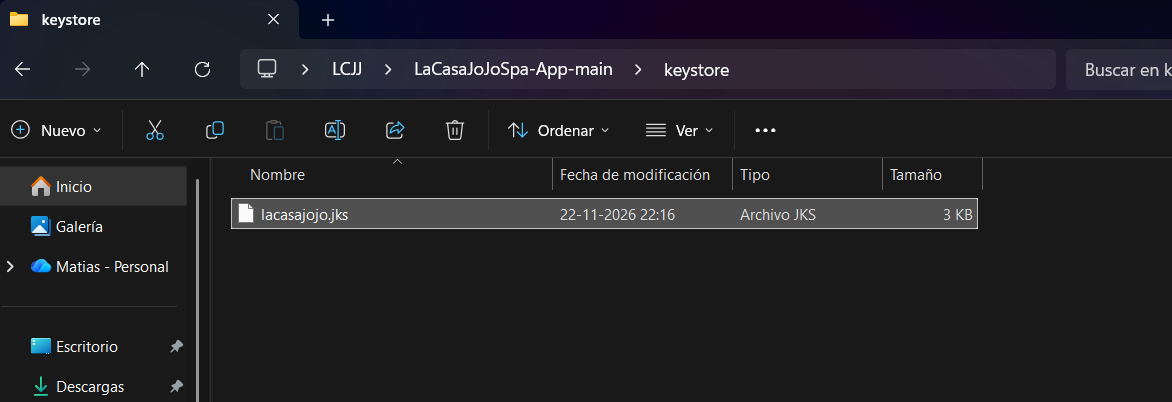 keystore
LCJJ LaCasaJoJoSpa-App-main keystore Buscar en k
Nuevo Ordenar Ver
Nombre Fecha de modificación Tipo Tamaño
Inicio
lacasajojo.jks 22-11-2026 22:16 Archivo JKS 3 KB
Galería
Matias - Personal
Escritorio
Descargas